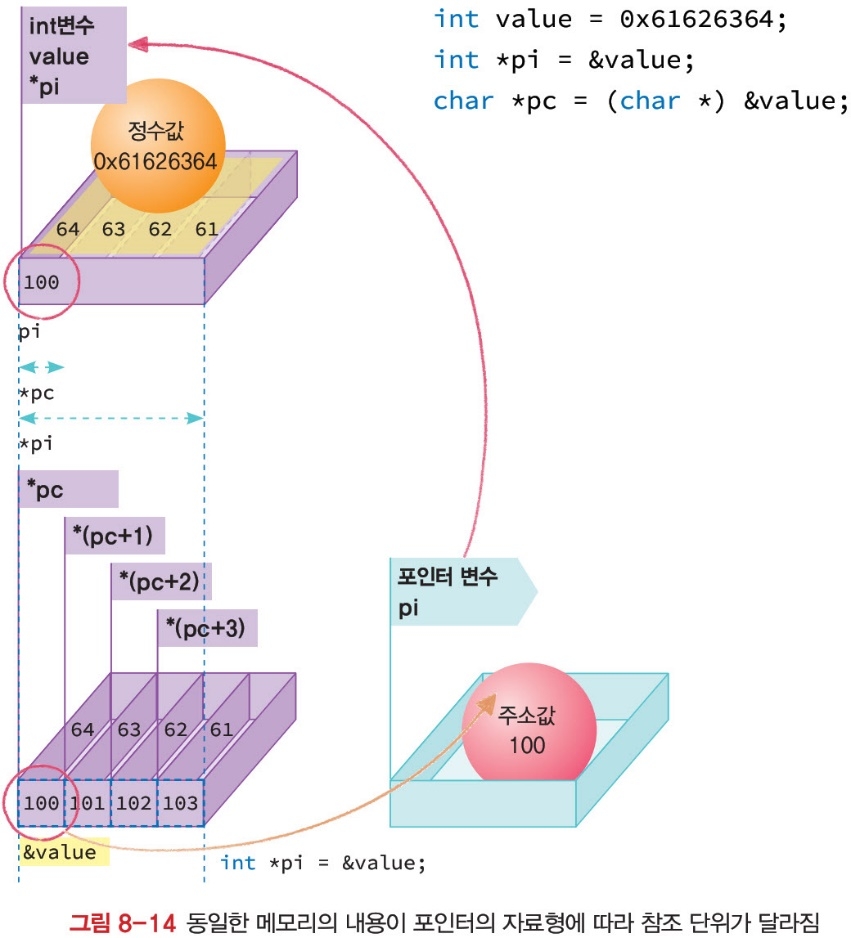 int변수
value
*pi
int value = 0x61626364;
int *pi = &value;
char *pc = (char *) &value;
정수값
0x61626364
64 63 62 61
100
pi
*pc
*pi
*pc
*(pc+1)
*(pc+2)
*(pc+3)
포인터 변수
pi
64 63 62 61
주소값
100
100 101 102 103
&value
int *pi = &value;
그림 8-14 동일한 메모리의 내용이 포인터의 자료형에 따라 참조 단위가 달라짐